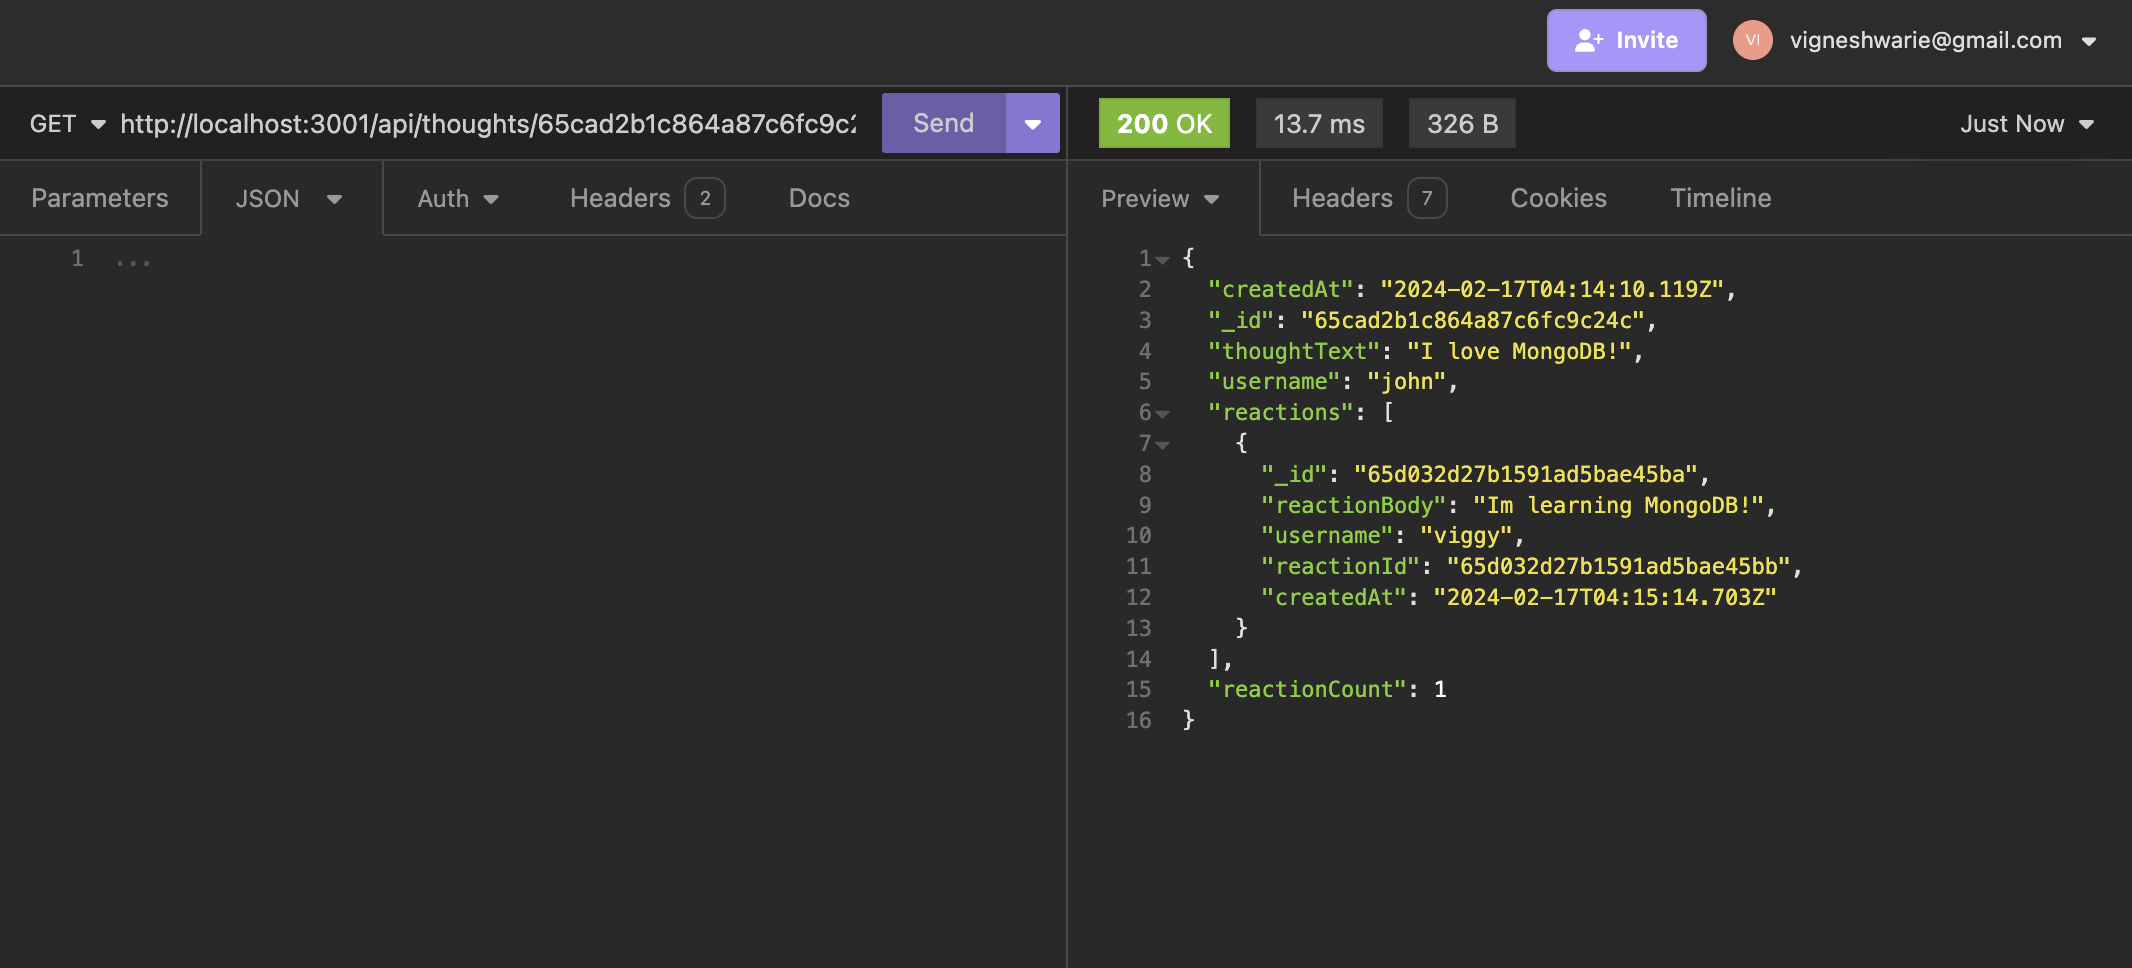 Invite VI vigneshwarie@gmail.com
GET http://localhost:3001/api/thoughts/65cad2b1c864a87c6fc9c2 Send 200 OK 13.7 ms 326 B Just Now
Parameters JSON Auth Headers 2 Docs
1 ...
Preview Headers 7 Cookies Timeline
1 {
2 "createdAt": "2024-02-17T04:14:10.119Z",
3 "_id": "65cad2b1c864a87c6fc9c24c",
4 "thoughtText": "I love MongoDB!",
5 "username": "john",
6 "reactions": [
7 {
8 "_id": "65d032d27b1591ad5bae45ba",
9 "reactionBody": "Im learning MongoDB!",
10 "username": "viggy",
11 "reactionId": "65d032d27b1591ad5bae45bb",
12 "createdAt": "2024-02-17T04:15:14.703Z"
13 }
14 ],
15 "reactionCount": 1
16 }